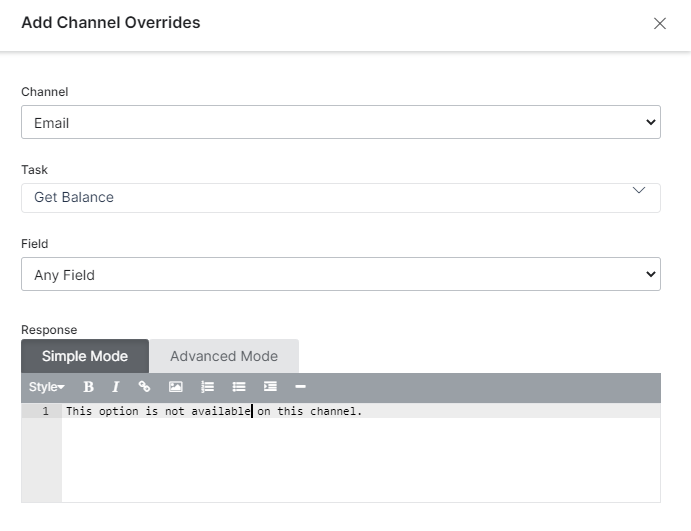 Add Channel Overrides
Channel
Email
Task
Get Balance
Field
Any Field
Response
Simple Mode Advanced Mode
Style B I
1 This option is not available on this channel.